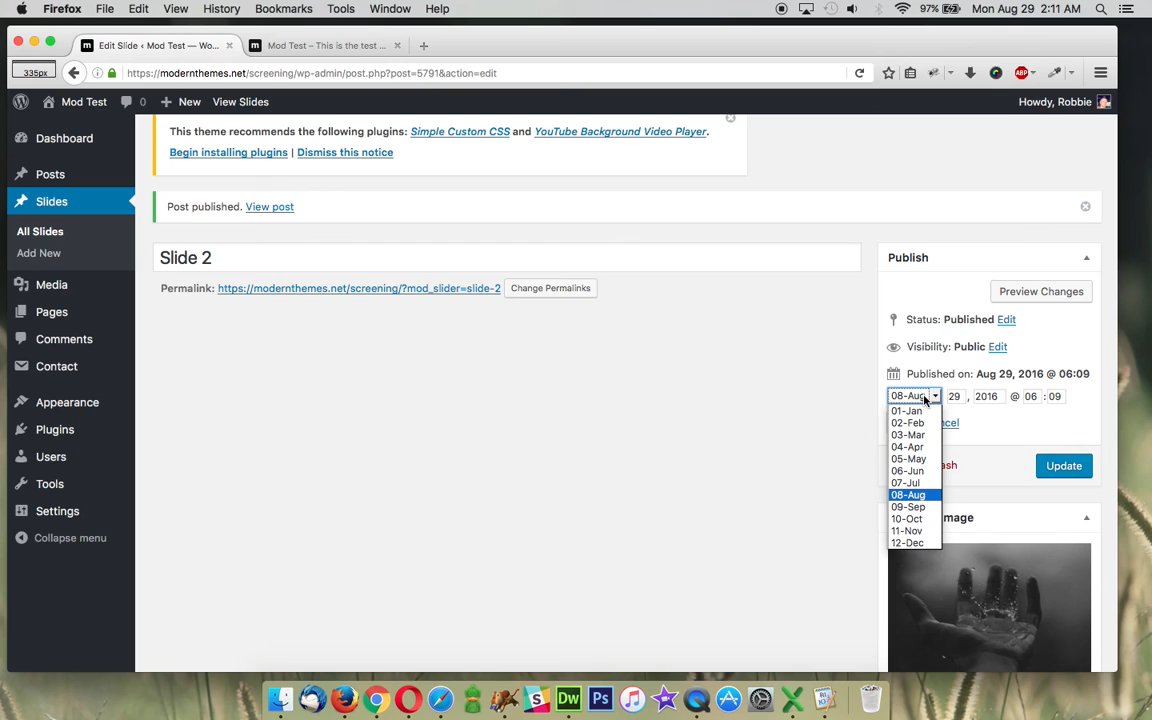 Firefox File Edit View History Bookmarks Tools Window Help 97% Mon Aug 29 2:11 AM
Edit Slide ‹ Mod Test — Wo... Mod Test – This is the test ...
335px https://modernthemes.net/screening/wp-admin/post.php?post=5791&action=edit ABP
Mod Test 0 New View Slides Howdy, Robbie
Dashboard
Posts
Slides
All Slides
Add New
Media
Pages
Comments
Contact
Appearance
Plugins
Users
Tools
Settings
Collapse menu
This theme recommends the following plugins: Simple Custom CSS and YouTube Background Video Player.
Begin installing plugins | Dismiss this notice
Post published. View post
Slide 2
Permalink: https://modernthemes.net/screening/?mod_slider=slide-2 Change Permalinks
Publish
Preview Changes
Status: Published Edit
Visibility: Public Edit
Published on: Aug 29, 2016 @ 06:09
08-Aug 29 , 2016 @ 06 : 09
01-Jan
02-Feb
ncel
03-Mar
04-Apr
05-May
06-Jun
ash Update
07-Jul
08-Aug
09-Sep
10-Oct
mage
11-Nov
12-Dec
Dw Ps